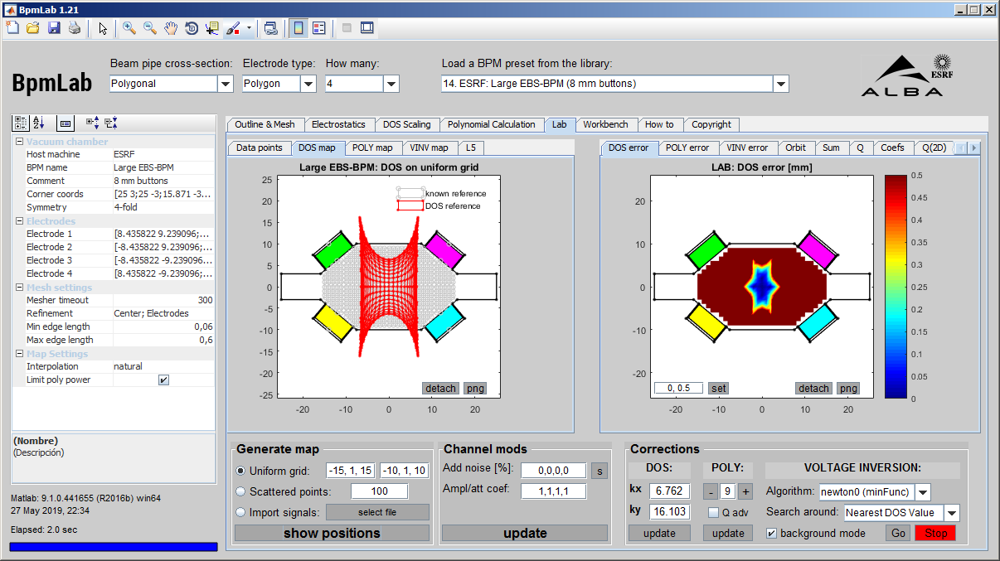 BpmLab 1.21
Beam pipe cross-section: Electrode type: How many: Load a BPM preset from the library:
BpmLab
Polygonal Polygon 4 14. ESRF: Large EBS-BPM (8 mm buttons)
ALBA
ESRF
Vacuum chamber
Host machine ESRF
BPM name Large EBS-BPM
Comment 8 mm buttons
Corner coords [25 3;25 -3;15.871 -3...
Symmetry 4-fold
Electrodes
Electrode 1 [8.435822 9.239096;...
Electrode 2 [-8.435822 9.239096;...
Electrode 3 [-8.435822 -9.239096...
Electrode 4 [8.435822 -9.239096;...
Mesh settings
Mesher timeout 300
Refinement Center; Electrodes
Min edge length 0,06
Max edge length 0,6
Map Settings
Interpolation natural
Limit poly power
(Nombre)
(Descripción)
Matlab: 9.1.0.441655 (R2016b) win64
27 May 2019, 22:34
Elapsed: 2.0 sec
Outline & Mesh Electrostatics DOS Scaling Polynomial Calculation Lab Workbench How to Copyright
Data points DOS map POLY map VINV map L5
Large EBS-BPM: DOS on uniform grid
known reference
DOS reference
25
20
15
10
5
0
-5
-10
-15
-20
-25
-20 -10 0 10 20
detach png
DOS error POLY error VINV error Orbit Sum Q Coefs Q(2D)
LAB: DOS error [mm]
20
10
0
-10
-20
-20 -10 0 10 20
0, 0.5 set detach png
0.5
0.45
0.4
0.35
0.3
0.25
0.2
0.15
0.1
0.05
0
Generate map
Uniform grid: -15, 1, 15 -10, 1, 10
Scattered points: 100
Import signals: select file
show positions
Channel mods
Add noise [%]: 0,0,0,0 s
Ampl/att coef: 1,1,1,1
update
Corrections
DOS: POLY: VOLTAGE INVERSION:
kx 6.762 - 9 + Algorithm: newton0 (minFunc)
ky 16.103 Q adv Search around: Nearest DOS Value
update update background mode Go Stop